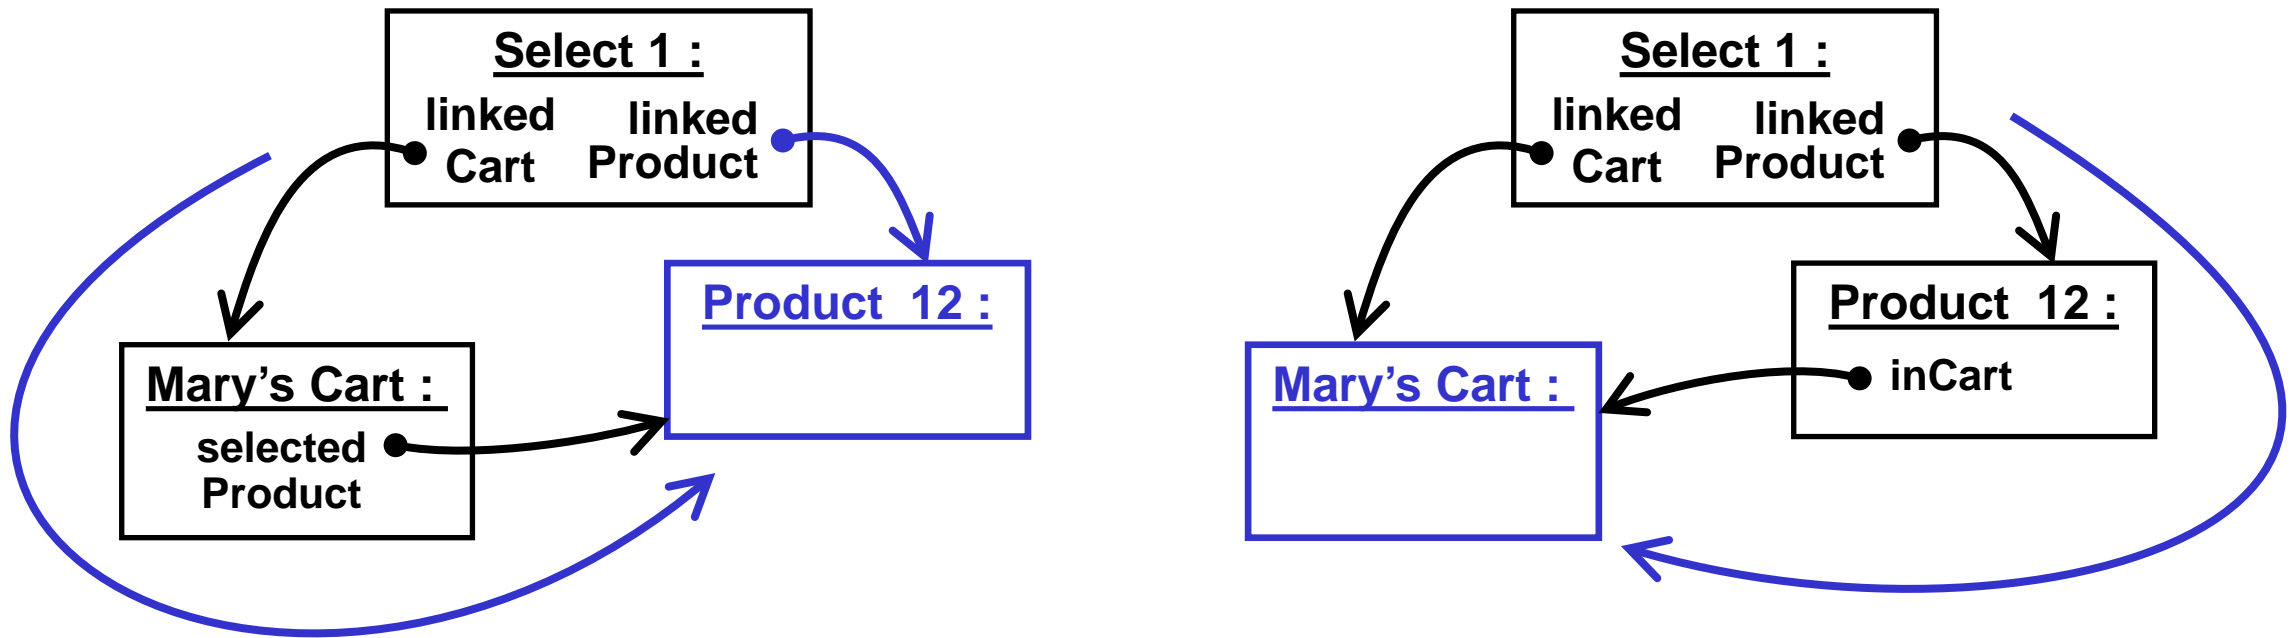 Select 1 :
linked
Cart
linked
Product
Product 12 :
Mary’s Cart :
selected
Product
Select 1 :
linked
Cart
linked
Product
Product 12 :
inCart
Mary’s Cart :